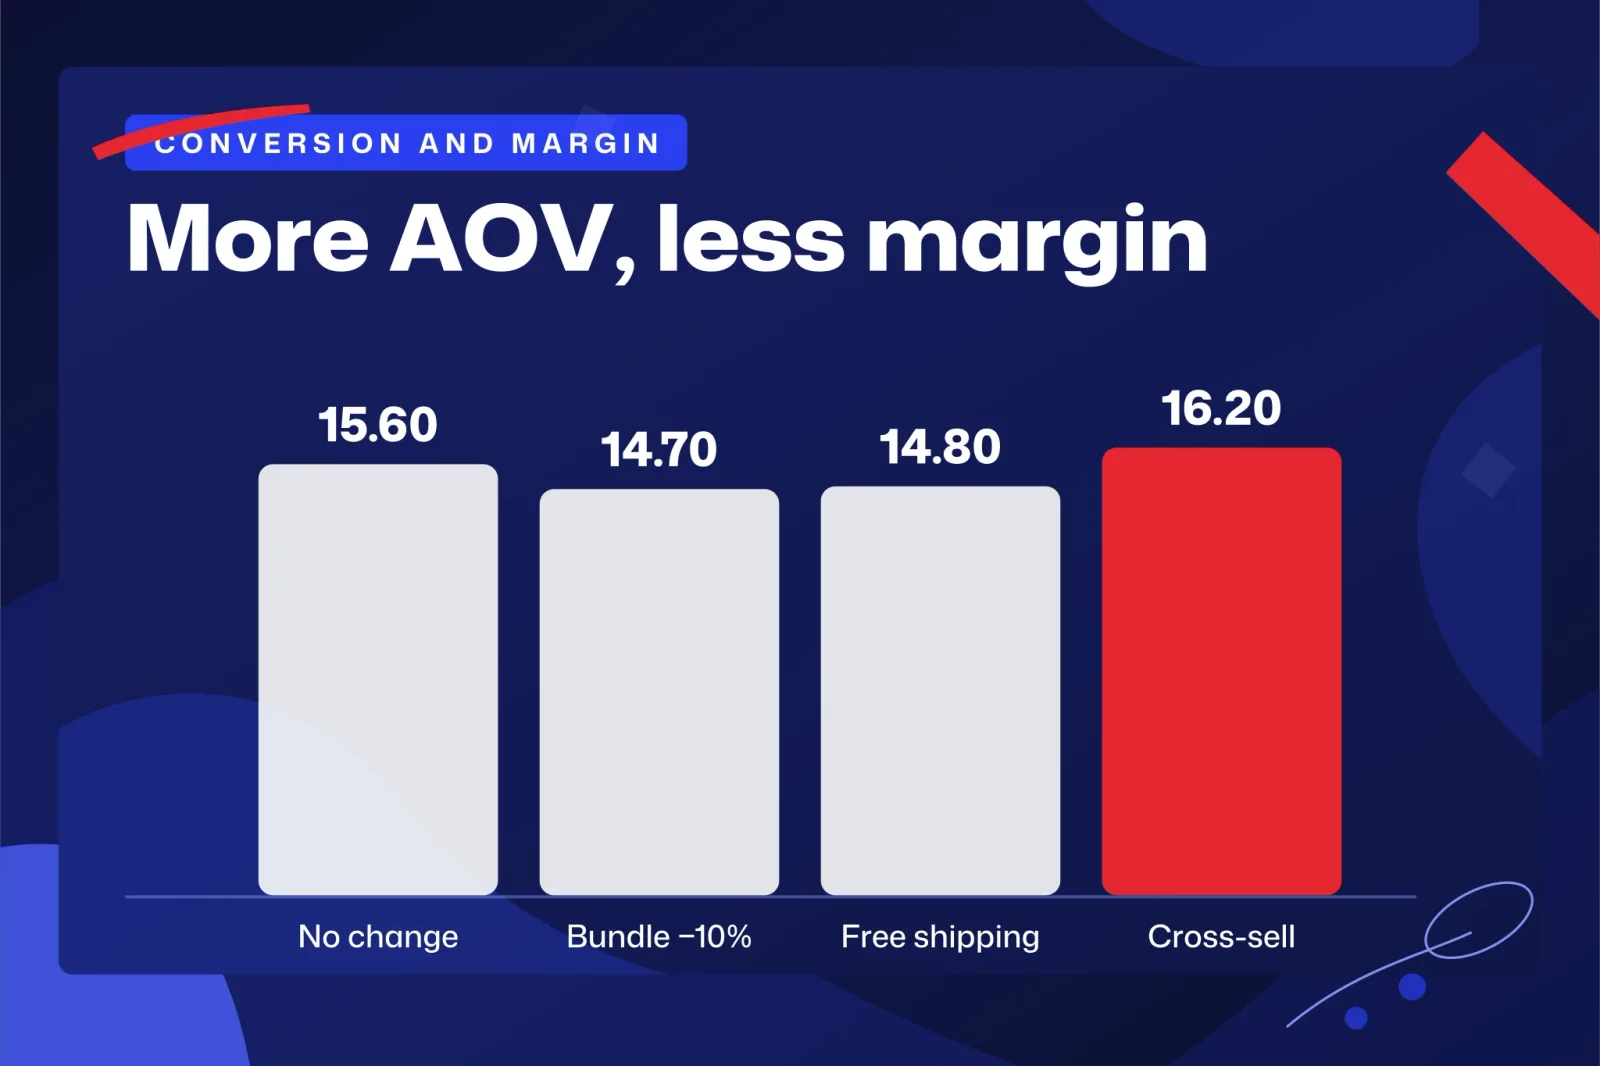 CONVERSION AND MARGIN
More AOV, less margin
15.60
14.70
14.80
16.20
No change
Bundle −10%
Free shipping
Cross-sell